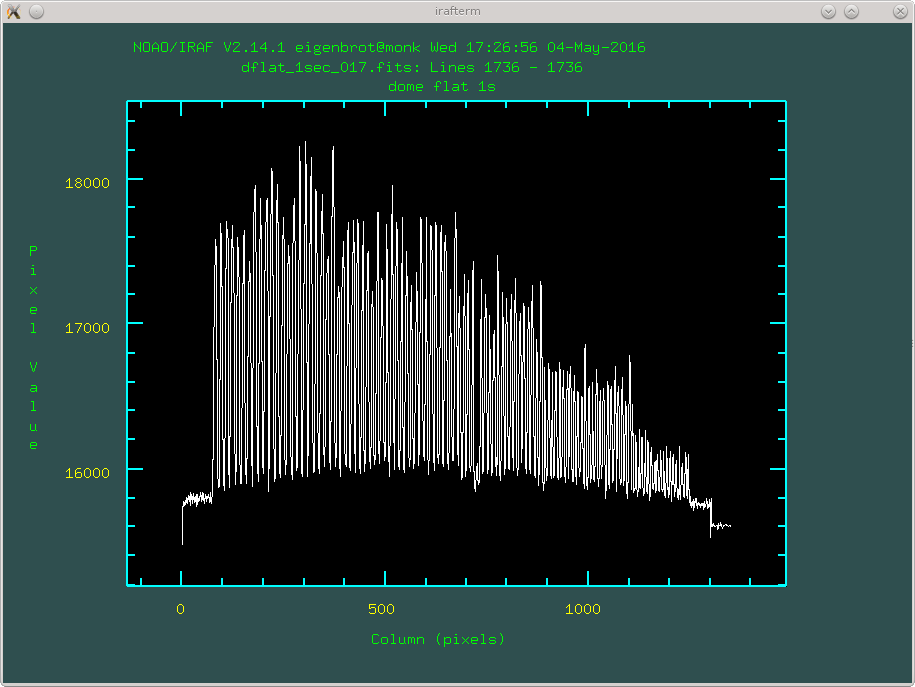 irafterm
NOAO/IRAF V2.14.1 eigenbrot@monk Wed 17:26:56 04-May-2016
dflat_1sec_017.fits: Lines 1736 - 1736
dome flat 1s
18000
17000
16000
Pixel Value
0 500 1000
Column (pixels)